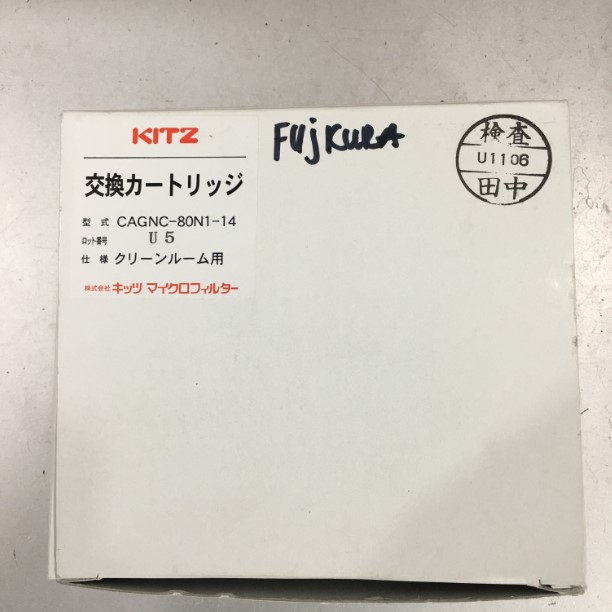 KITZ
交換カートリッジ
型式 CAGNC-80N1-14
ロット番号 U5
仕様 クリーンルーム用
株式会社 キッツ マイクロフィルター
FUjKURA
検査
U1106
田中